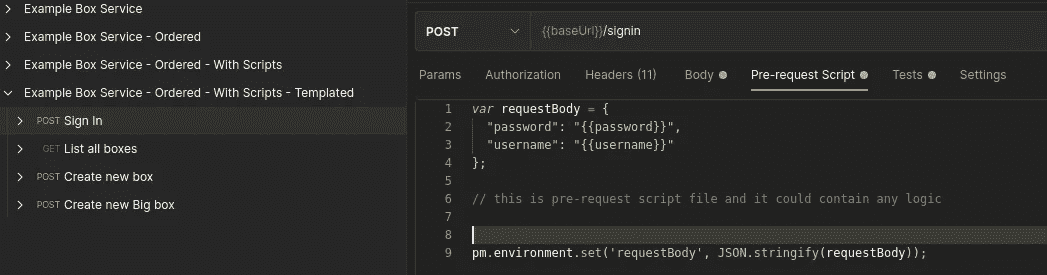 Example Box Service
Example Box Service - Ordered
Example Box Service - Ordered - With Scripts
Example Box Service - Ordered - With Scripts - Templated
POST Sign In
GET List all boxes
POST Create new box
POST Create new Big box
POST {{baseUrl}}/signin
Params Authorization Headers (11) Body Pre-request Script Tests Settings
1 var requestBody = {
2 "password": "{{password}}",
3 "username": "{{username}}"
4 };
5
6 // this is pre-request script file and it could contain any logic
7
8
9 pm.environment.set('requestBody', JSON.stringify(requestBody));